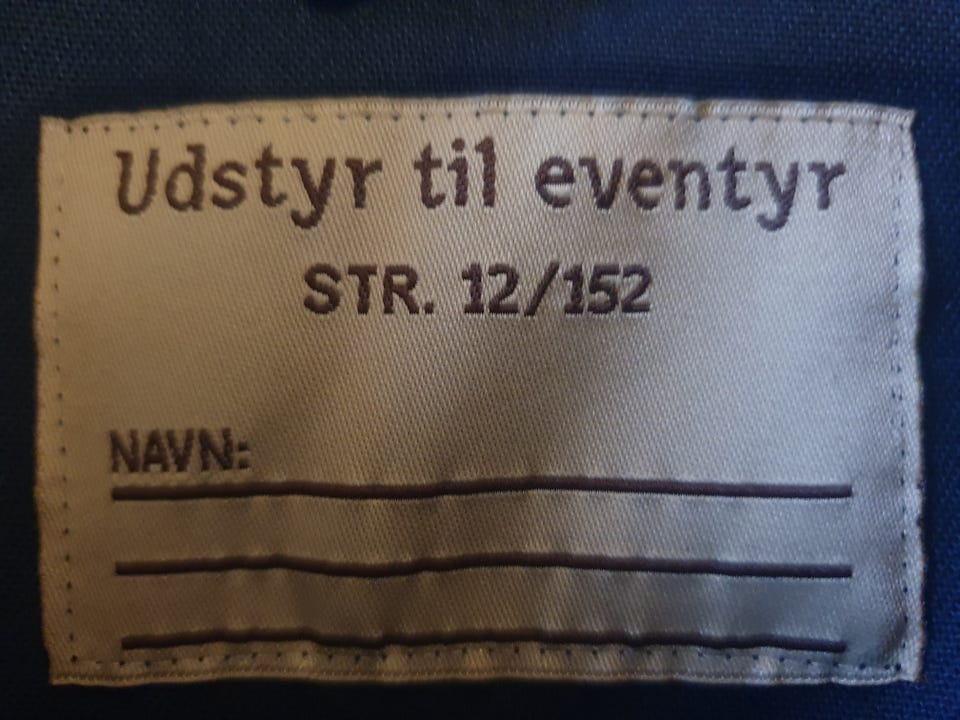 Udstyr til eventyr
STR. 12/152
NAVN: